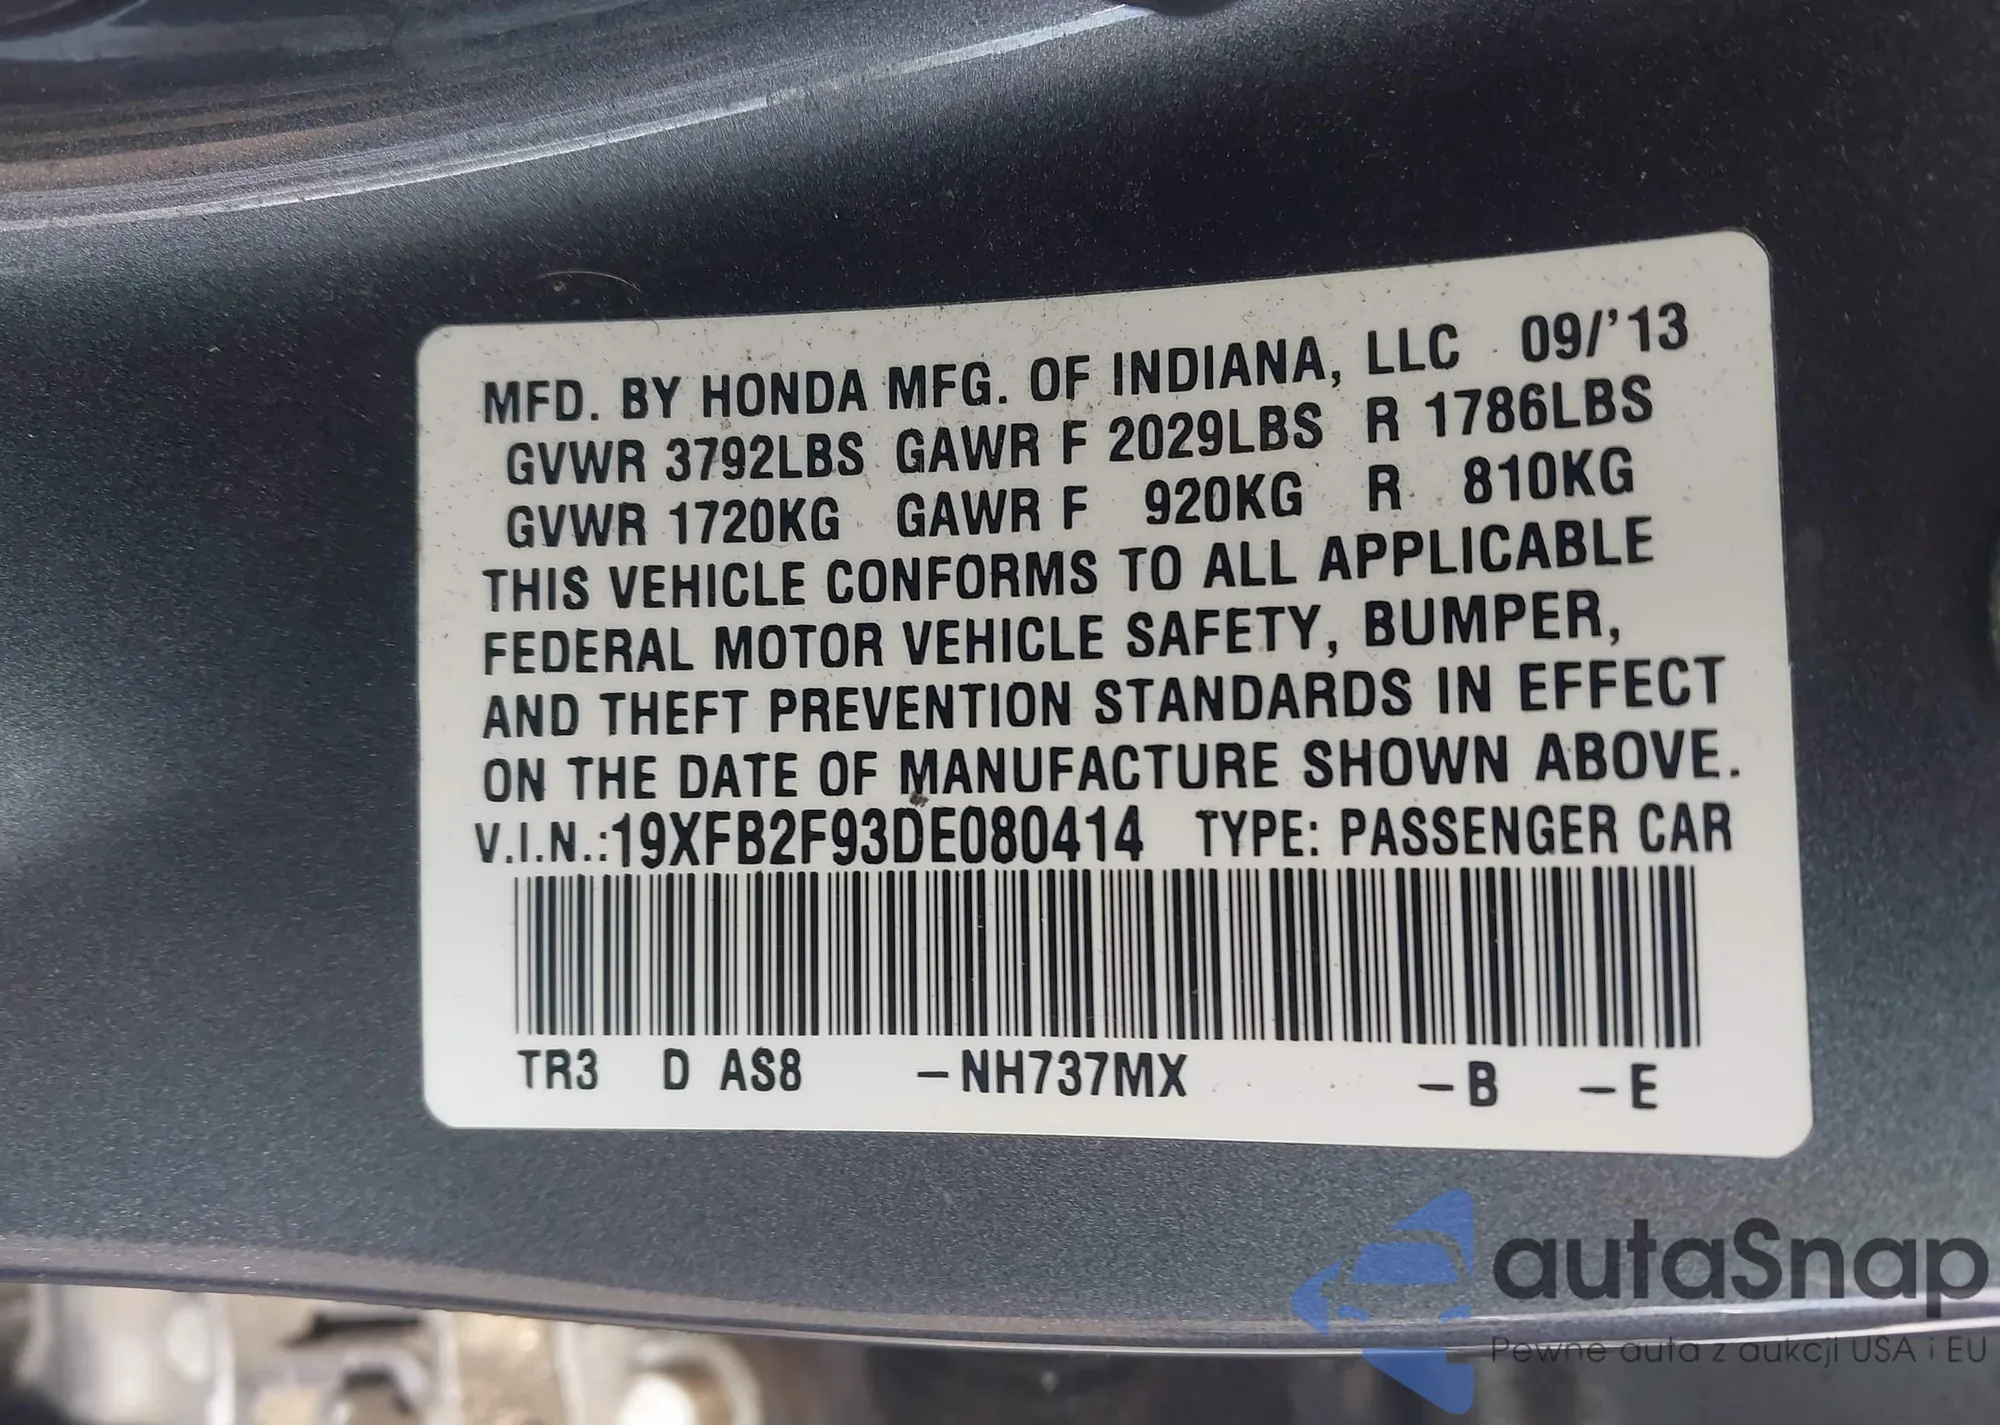 MFD. BY HONDA MFG. OF INDIANA, LLC 09/'13
GVWR 3792LBS GAWR F 2029LBS R 1786LBS
GVWR 1720KG GAWR F 920KG R 810KG
THIS VEHICLE CONFORMS TO ALL APPLICABLE
FEDERAL MOTOR VEHICLE SAFETY, BUMPER,
AND THEFT PREVENTION STANDARDS IN EFFECT
ON THE DATE OF MANUFACTURE SHOWN ABOVE.
V.I.N.:19XFB2F93DE080414 TYPE: PASSENGER CAR
TR3 D AS8 –NH737MX –B –E
autaSnap
Pewne auta z aukcji USA i EU